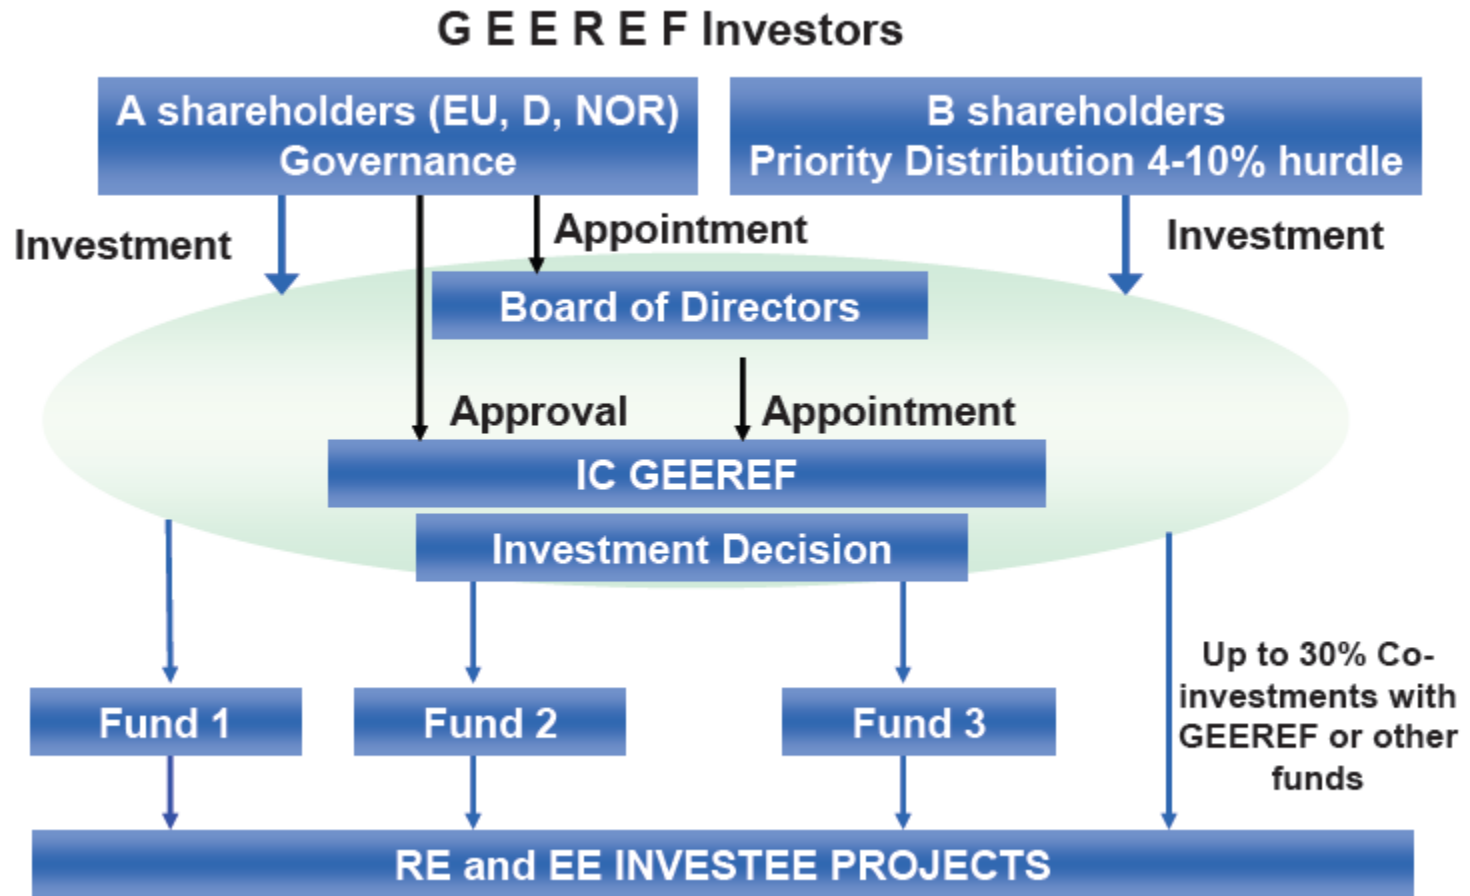 G E E R E F Investors
A shareholders (EU, D, NOR)
Governance
B shareholders
Priority Distribution 4-10% hurdle
Investment
Appointment
Investment
Board of Directors
Approval
Appointment
IC GEEREF
Investment Decision
Up to 30% Co-
investments with
GEEREF or other
funds
Fund 1
Fund 2
Fund 3
RE and EE INVESTEE PROJECTS